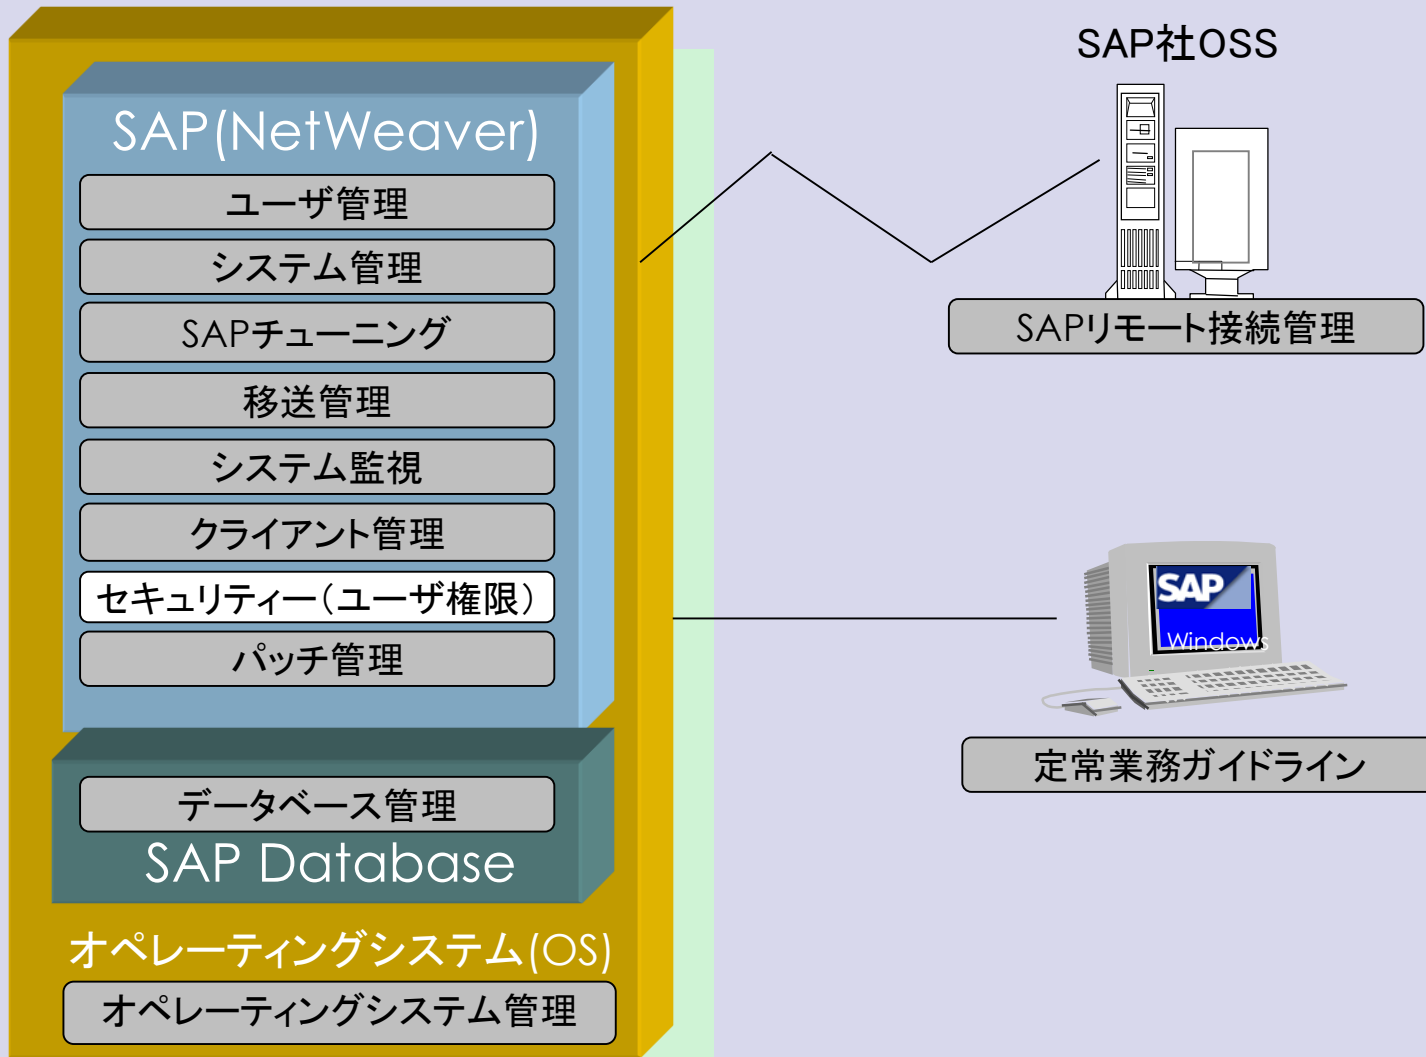 SAP(NetWeaver)
ユーザ管理
システム管理
SAPチューニング
移送管理
システム監視
クライアント管理
セキュリティー（ユーザ権限）
パッチ管理
データベース管理
SAP Database
オペレーティングシステム(OS)
オペレーティングシステム管理
SAP社OSS
SAPリモート接続管理
SAP
Windows
定常業務ガイドライン